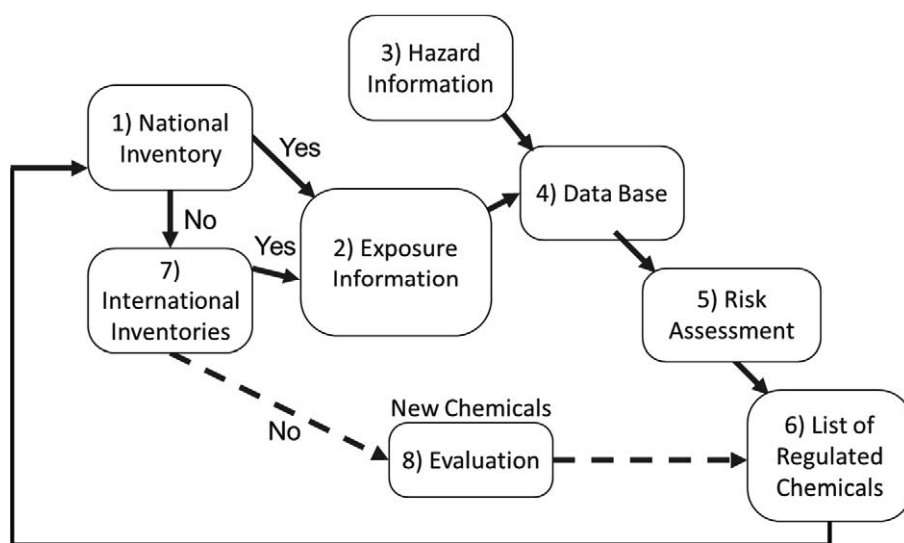 1) National
Inventory
Yes
No
7)
International
Inventories
Yes
2) Exposure
Information
3) Hazard
Information
4) Data Base
5) Risk
Assessment
6) List of
Regulated
Chemicals
No
New Chemicals
8) Evaluation